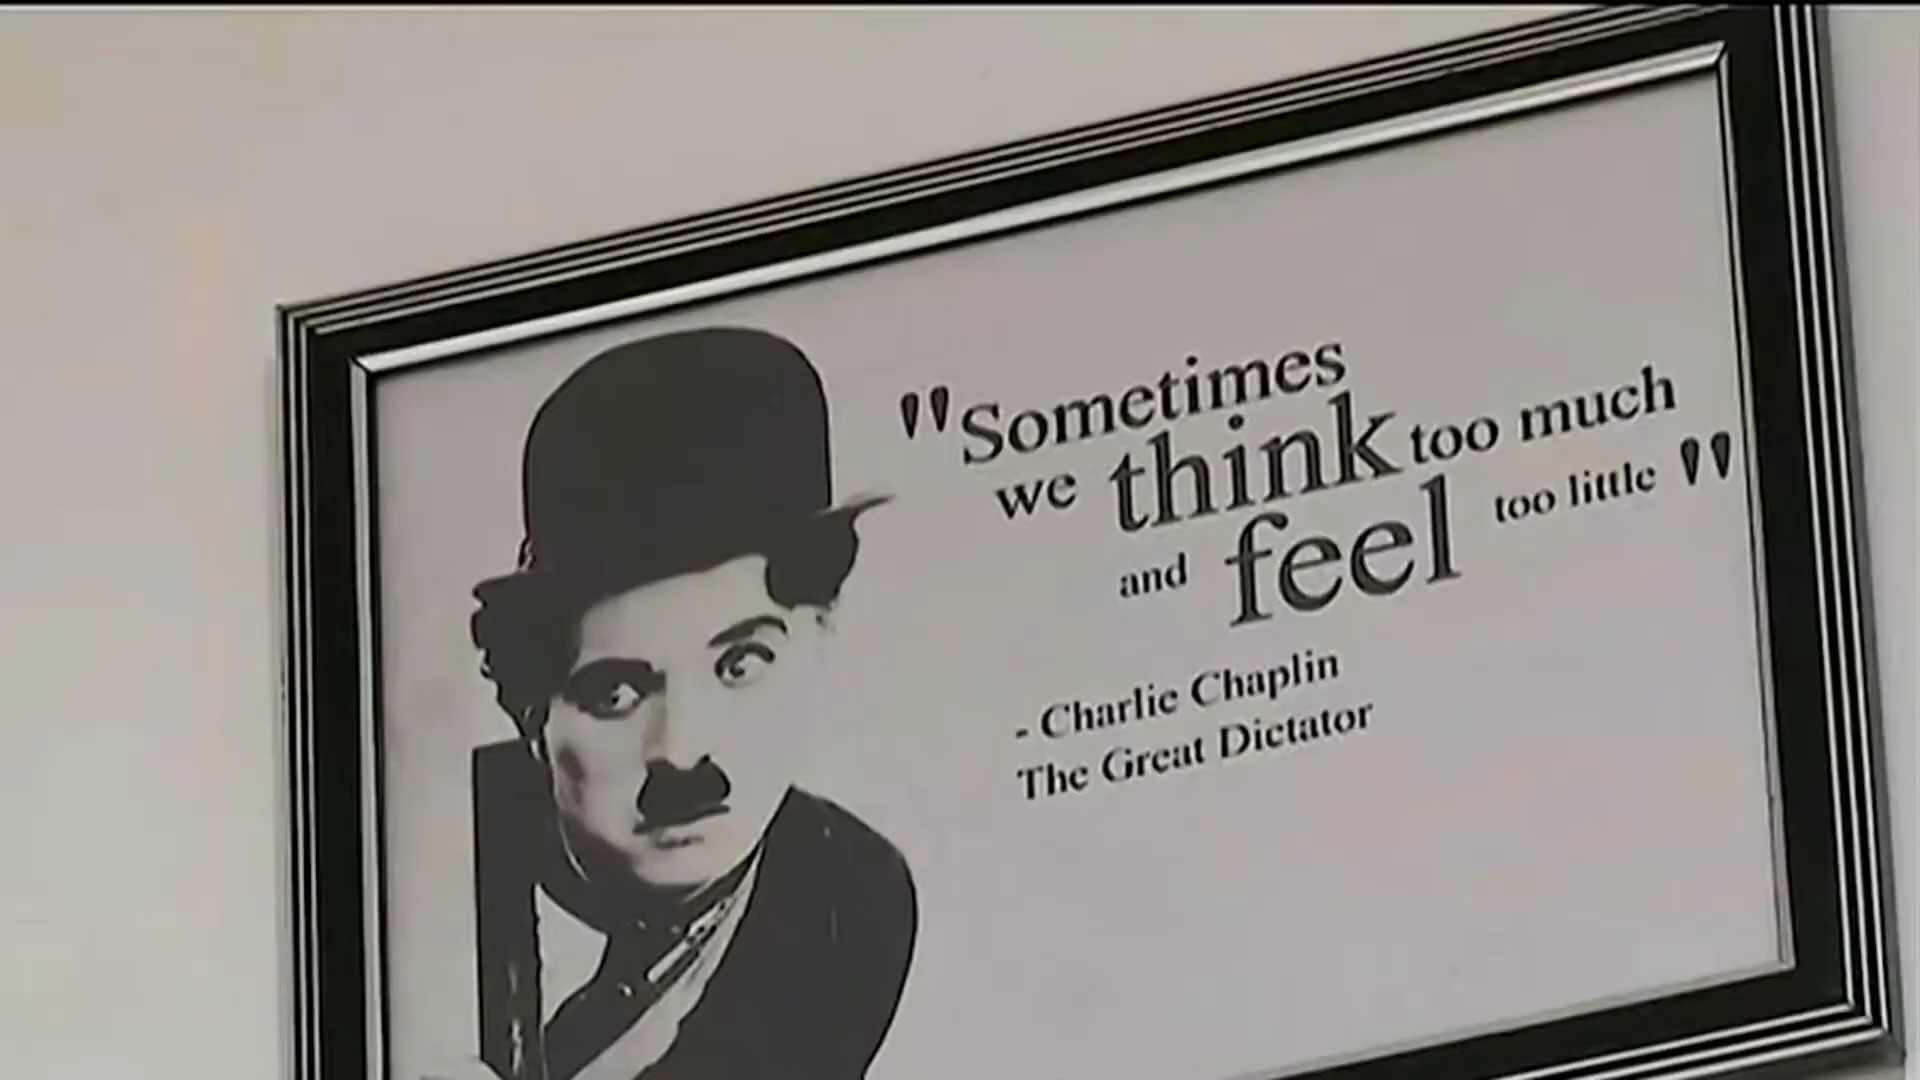 "Sometimes
we think too much
and feel too little"
- Charlie Chaplin
The Great Dictator